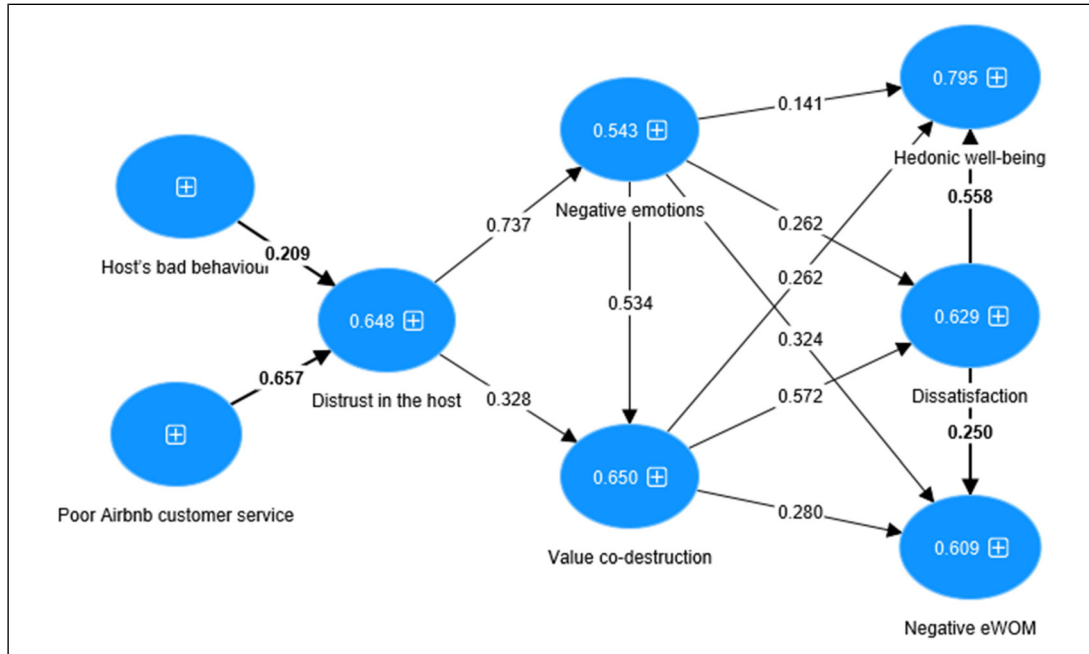 0.795
0.141
0.543
Hedonic well-being
Host's bad behaviour
Negative emotions
0.558
0.737
0.262
0.209
0.262
0.534
0.648
0.629
0.324
0.657
Distrust in the host
0.328
0.572
Dissatisfaction
0.250
0.650
Poor Airbnb customer service
0.280
0.609
Value co-destruction
Negative eWOM